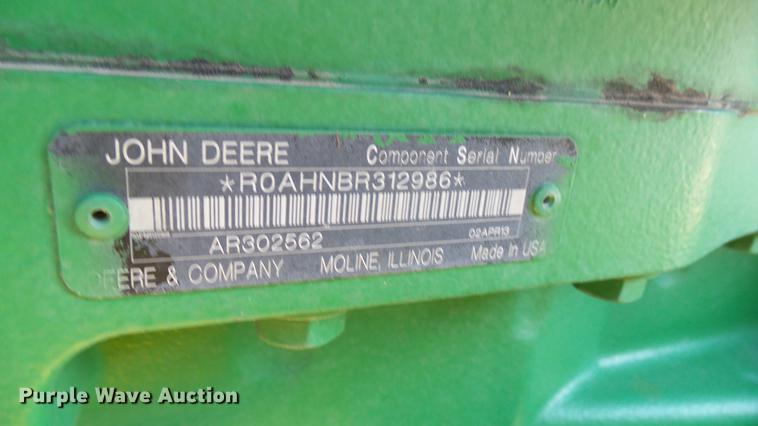 JOHN DEERE Component Serial Number
*R0AHNBR312986*
AR302562 02APR13
DEERE & COMPANY MOLINE, ILLINOIS Made In USA
Purple Wave Auction